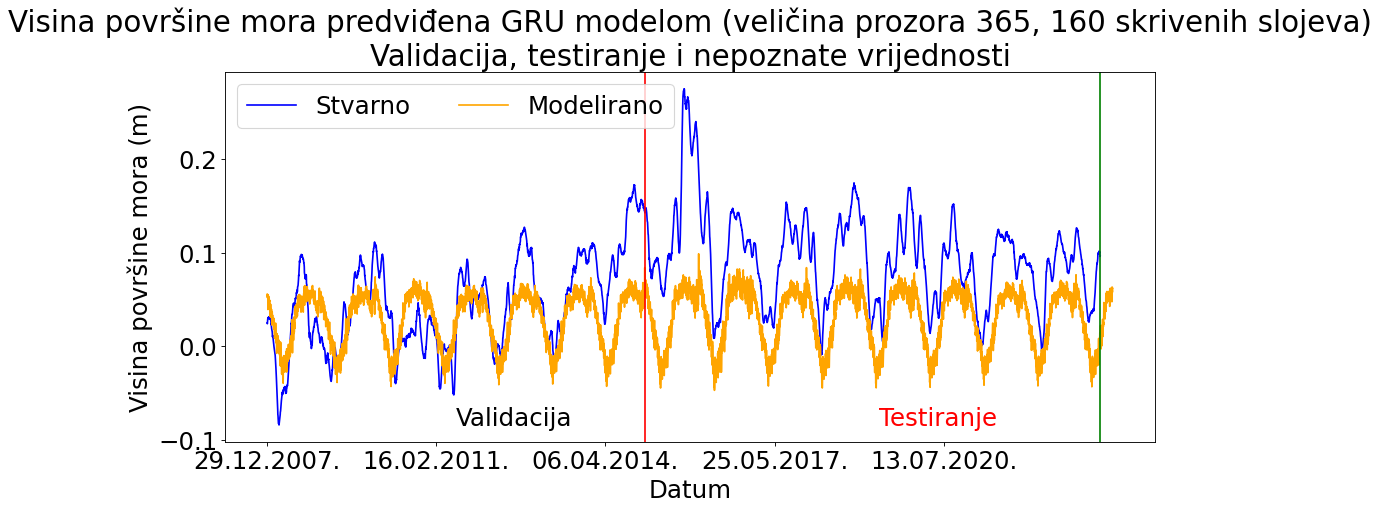 Visina površine mora predviđena GRU modelom (veličina prozora 365, 160 skrivenih slojeva)
Validacija, testiranje i nepoznate vrijednosti
Stvarno
Modelirano
Visina površine mora (m)
0.2
0.1
0.0
−0.1
Validacija
Testiranje
29.12.2007.
16.02.2011.
06.04.2014.
25.05.2017.
13.07.2020.
Datum